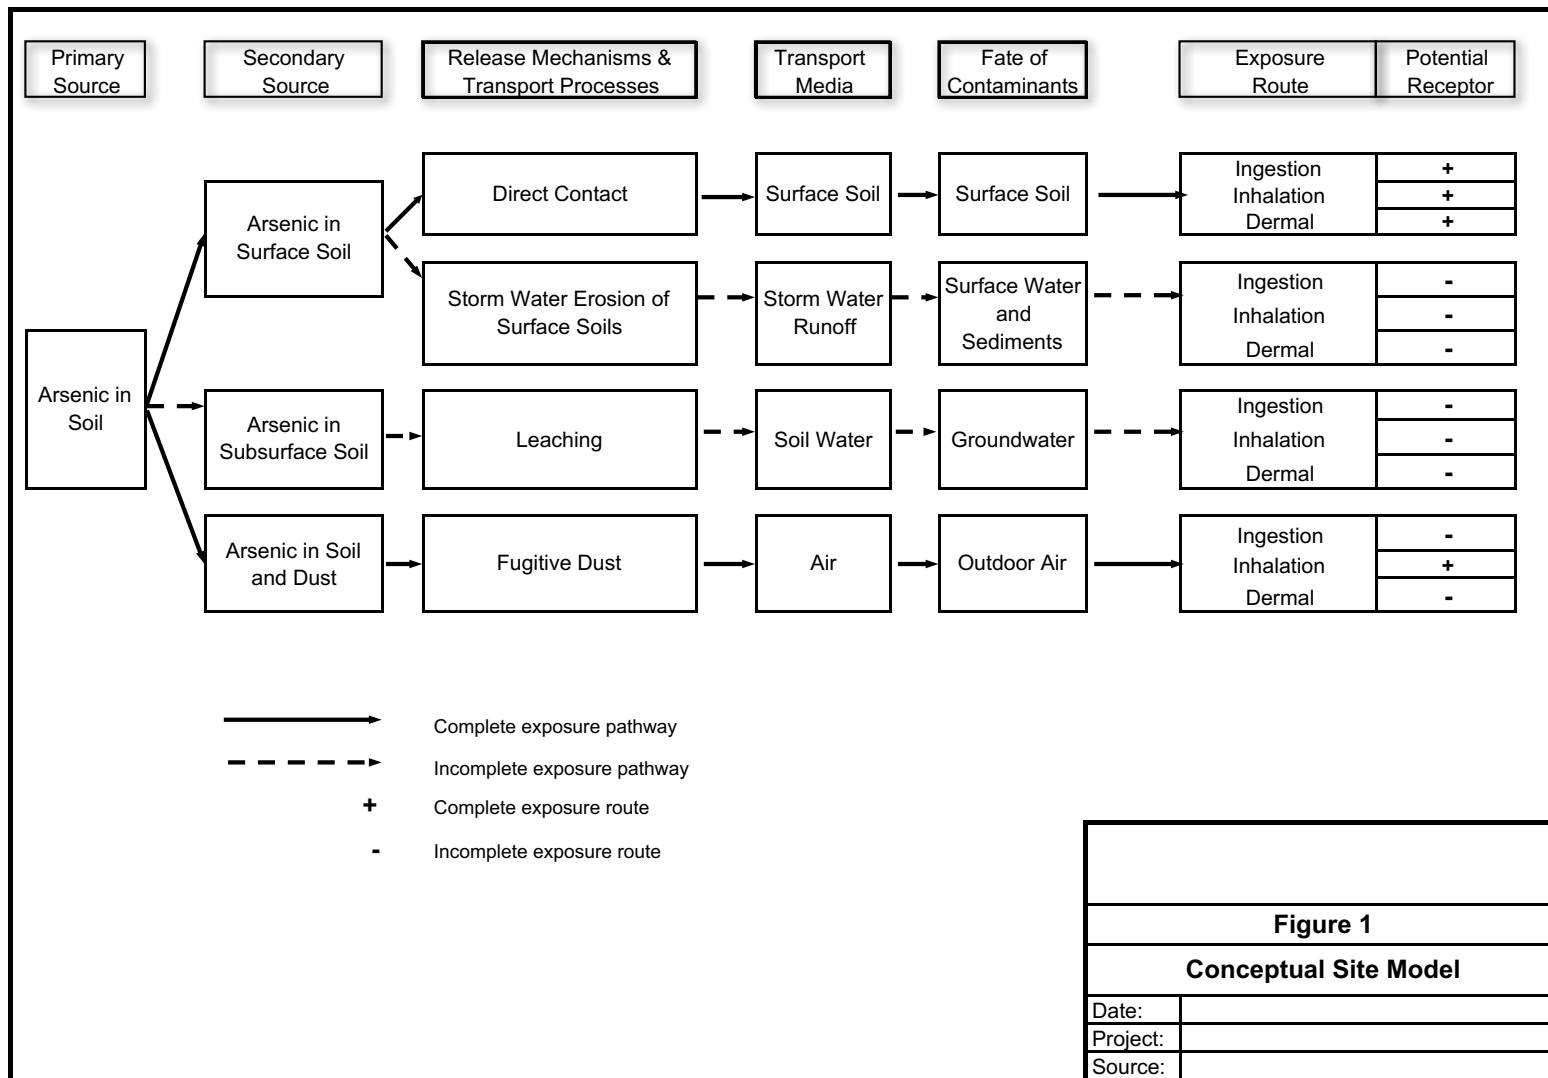 Primary
Source
Secondary
Source
Release Mechanisms &
Transport Processes
Transport
Media
Fate of
Contaminants
Exposure
Route
Potential
Receptor
Arsenic in
Soil
Arsenic in
Surface Soil
Direct Contact
Surface Soil
Surface Soil
Ingestion
+
Inhalation
+
Dermal
+
Storm Water Erosion of
Surface Soils
Storm Water
Runoff
Surface Water
and
Sediments
Ingestion
-
Inhalation
-
Dermal
-
Arsenic in
Subsurface Soil
Leaching
Soil Water
Groundwater
Ingestion
-
Inhalation
-
Dermal
-
Arsenic in Soil
and Dust
Fugitive Dust
Air
Outdoor Air
Ingestion
-
Inhalation
+
Dermal
-
Complete exposure pathway
Incomplete exposure pathway
+ Complete exposure route
- Incomplete exposure route
Figure 1
Conceptual Site Model
Date:
Project:
Source: